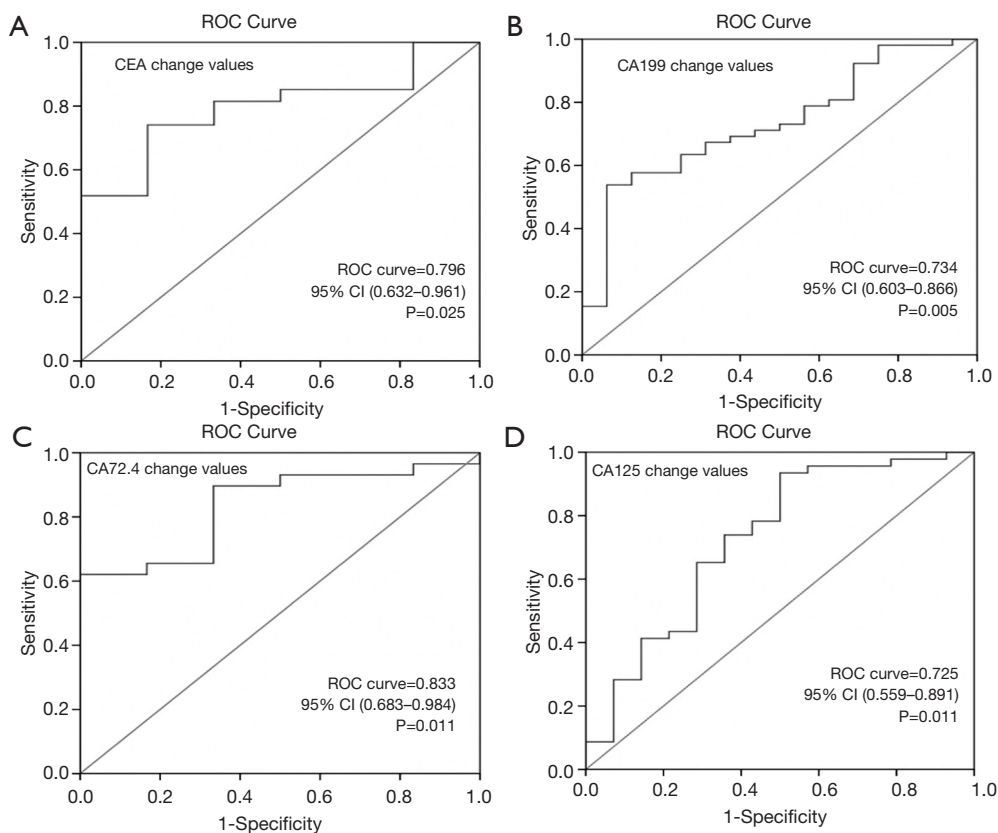 A
ROC Curve
CEA change values
1.0
0.8
0.6
0.4
0.2
0.0
Sensitivity
ROC curve=0.796
95% CI (0.632–0.961)
P=0.025
0.0 0.2 0.4 0.6 0.8 1.0
1-Specificity
B
ROC Curve
CA199 change values
1.0
0.8
0.6
0.4
0.2
0.0
Sensitivity
ROC curve=0.734
95% CI (0.603–0.866)
P=0.005
0.0 0.2 0.4 0.6 0.8 1.0
1-Specificity
C
ROC Curve
CA72.4 change values
1.0
0.8
0.6
0.4
0.2
0.0
Sensitivity
ROC curve=0.833
95% CI (0.683–0.984)
P=0.011
0.0 0.2 0.4 0.6 0.8 1.0
1-Specificity
D
ROC Curve
CA125 change values
1.0
0.8
0.6
0.4
0.2
0.0
Sensitivity
ROC curve=0.725
95% CI (0.559–0.891)
P=0.011
0.0 0.2 0.4 0.6 0.8 1.0
1-Specificity